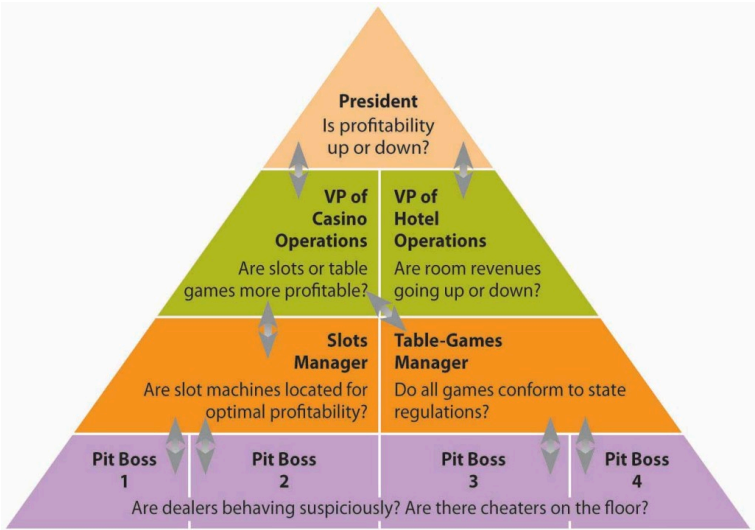 President
Is profitability
up or down?
VP of
Casino
Operations
Are slots or table
games more profitable?
VP of
Hotel
Operations
Are room revenues
going up or down?
Slots
Manager
Are slot machines located for
optimal profitability?
Table-Games
Manager
Do all games conform to state
regulations?
Pit Boss
1
Pit Boss
2
Pit Boss
3
Pit Boss
4
Are dealers behaving suspiciously? Are there cheaters on the floor?